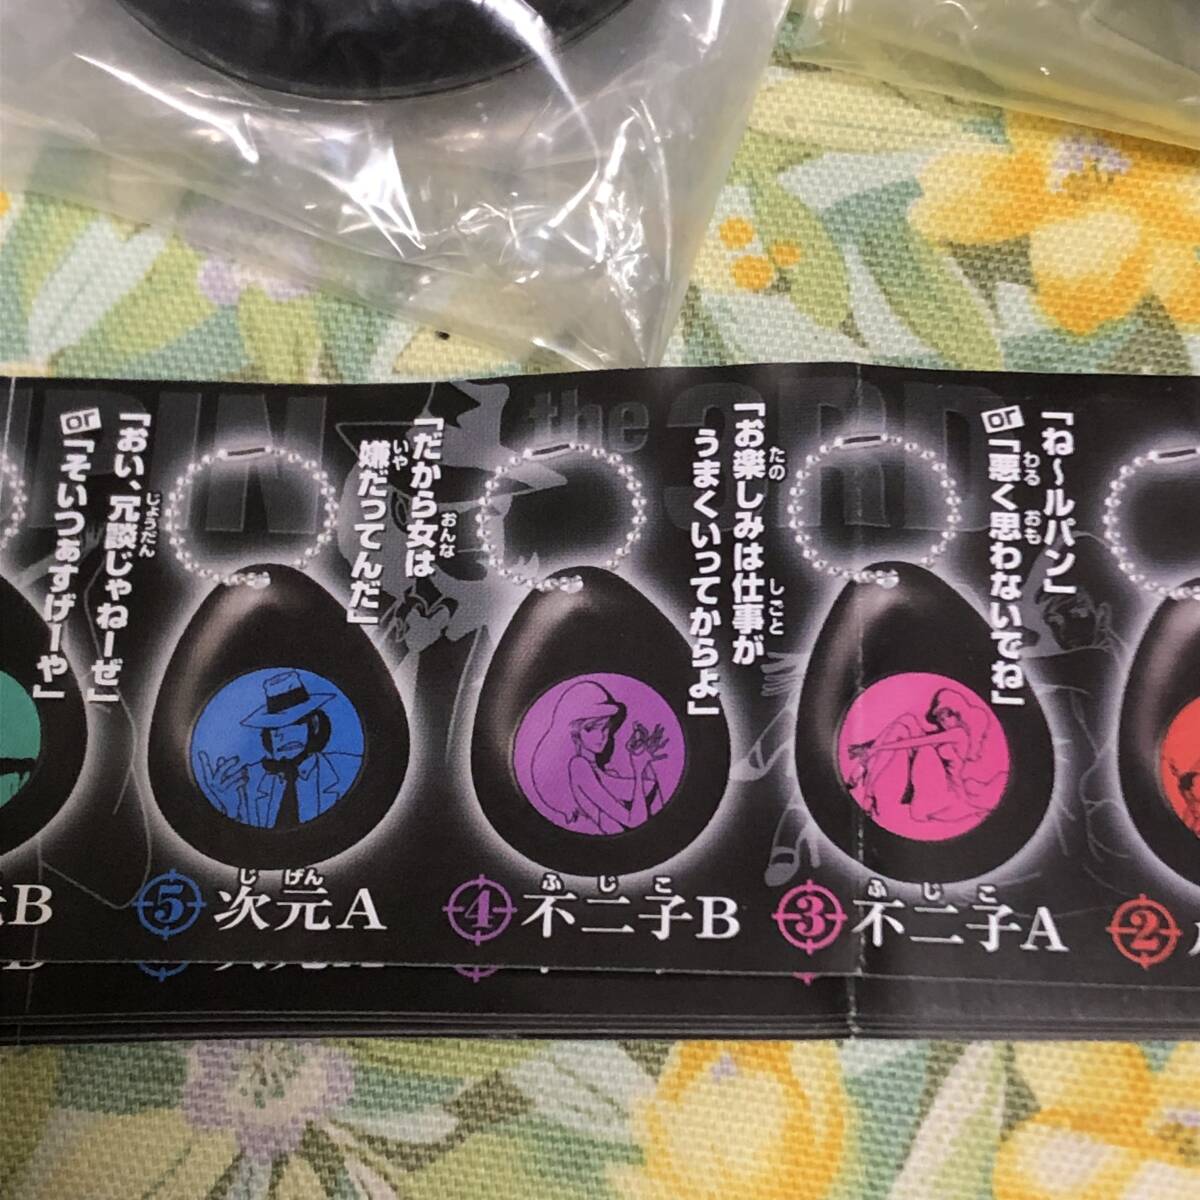 UPIN the 3RD
「ね〜ルパン」
or「悪く思わないでね」
「お楽しみは仕事が
うまくいってからよ」
「だから女は
嫌だってんだ」
「おい、冗談じゃねーぜ」
or「そいつぁすげーや」
B
5 次元A
4 不二子B
3 不二子A
2